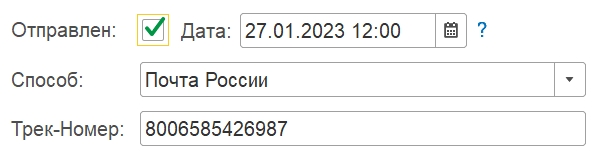 Отправлен: Дата: 27.01.2023 12:00 ?
Способ: Почта России
Трек-Номер: 8006585426987